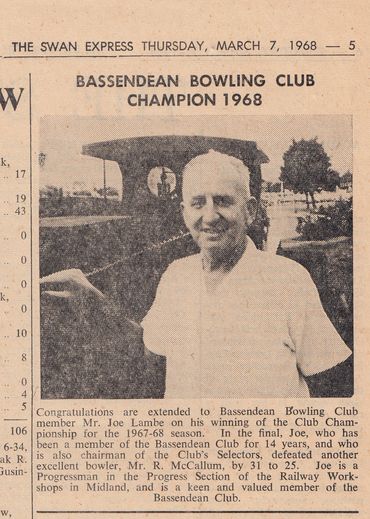 THE SWAN EXPRESS THURSDAY, MARCH 7, 1968 — 5
BASSENDEAN BOWLING CLUB
CHAMPION 1968
W
k,
.. 17
.. 19
43
0
0
0
k,
0
10
8
0
4
5
106
6-34,
ak R.
Gusin-
w,
Congratulations are extended to Bassendean Bowling Club
member Mr. Joe Lambe on his winning of the Club Cham-
pionship for the 1967-68 season. In the final, Joe, who has
been a member of the Bassendean Club for 14 years, and who
is also chairman of the Club's Selectors, defeated another
excellent bowler, Mr. R. McCallum, by 31 to 25. Joe is a
Progressman in the Progress Section of the Railway Work-
shops in Midland, and is a keen and valued member of the
Bassendean Club.